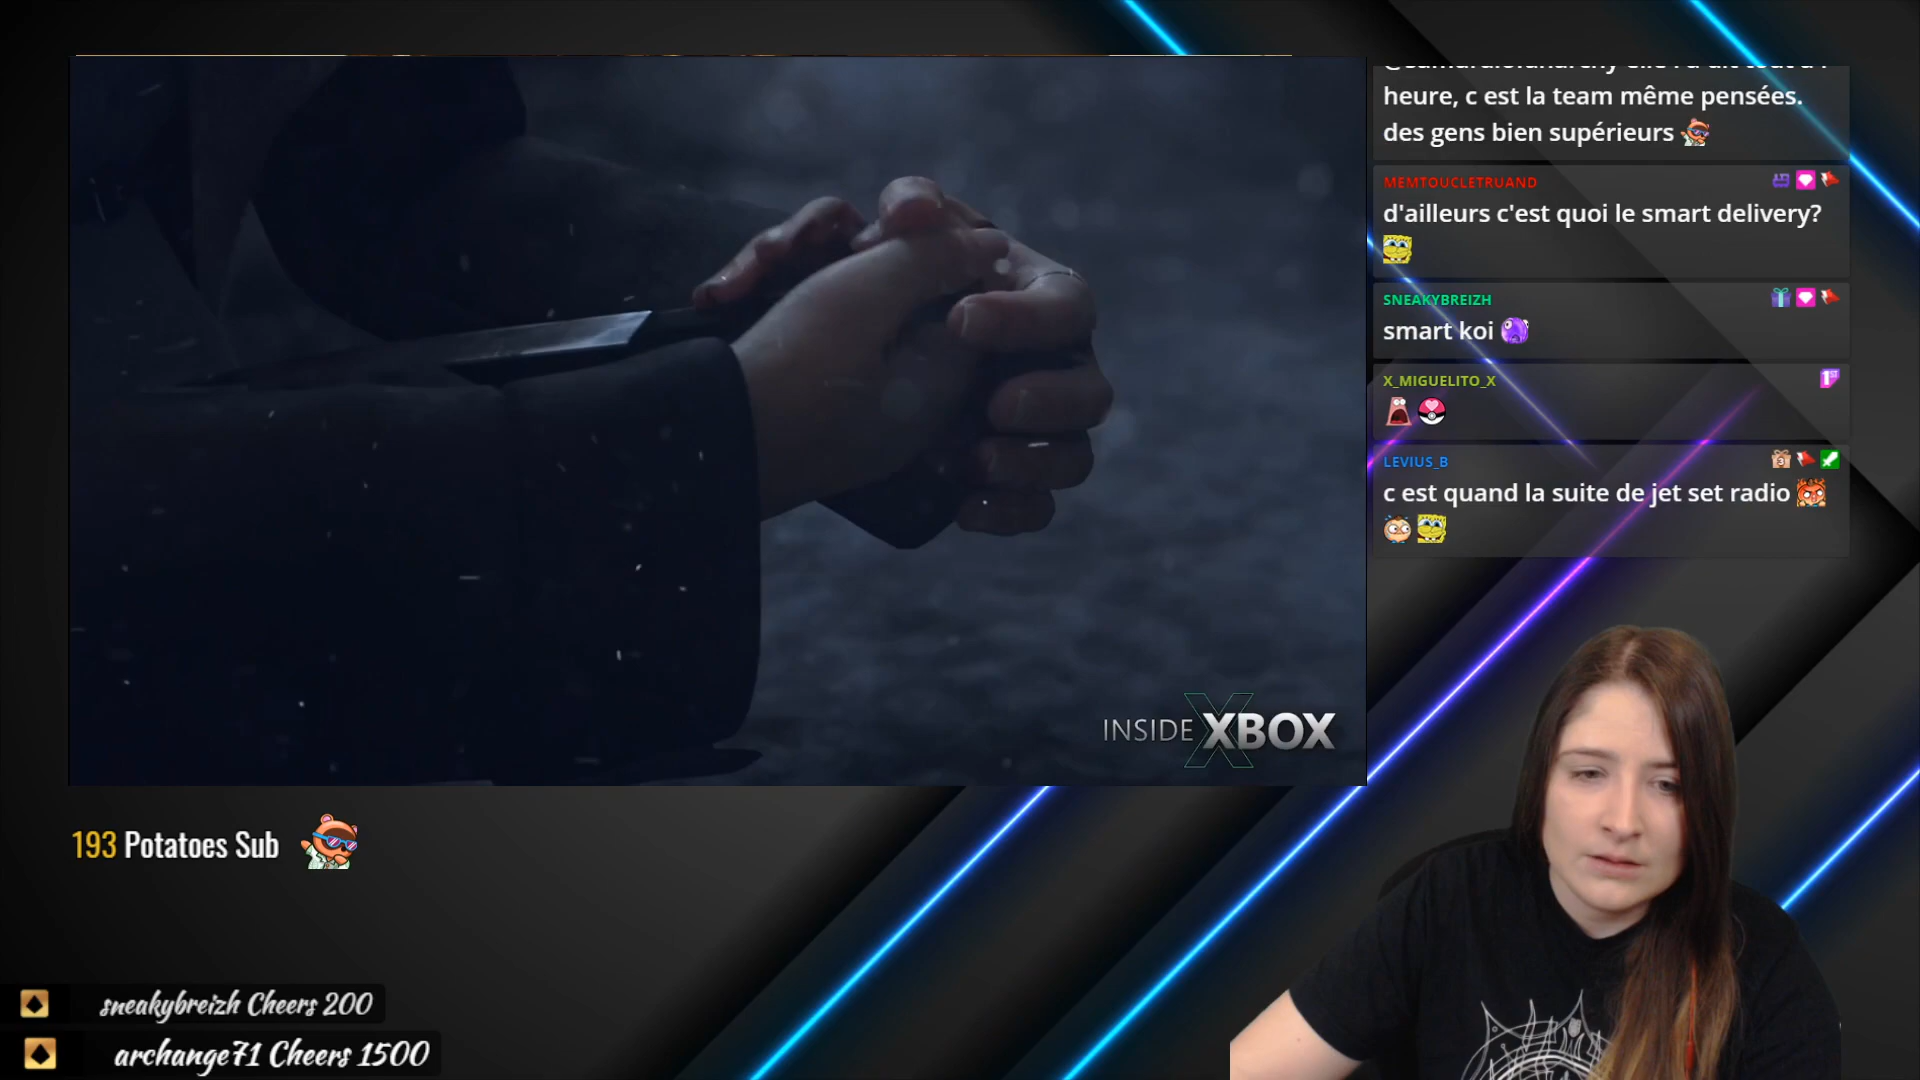 heure, c est la team même pensées.
des gens bien supérieurs
MEMTOUCLETRUAND
d'ailleurs c'est quoi le smart delivery?
SNEAKYBREIZH
smart koi
X_MIGUELITO_X
1ST
LEVIUS_B
3
c est quand la suite de jet set radio
INSIDE XBOX
193 Potatoes Sub
sneakybreizh Cheers 200
archange71 Cheers 1500